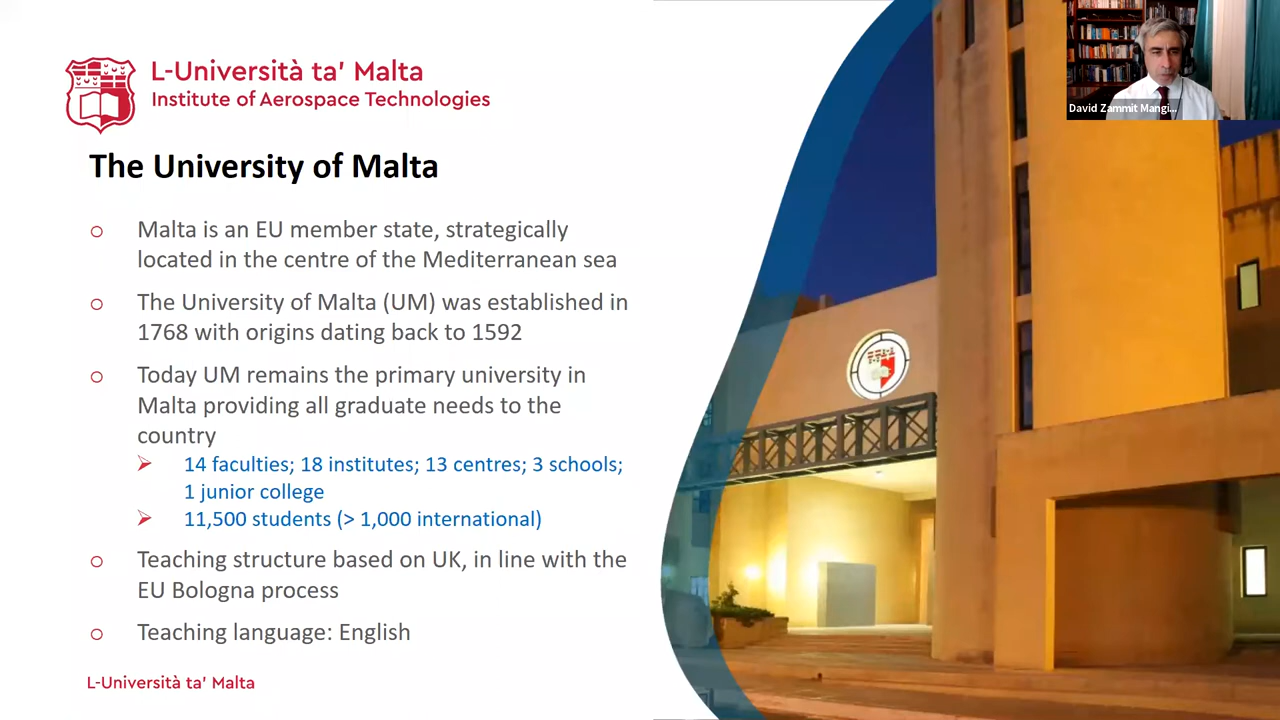 L-Università ta' Malta
Institute of Aerospace Technologies
David Zammit Mangi...
The University of Malta
o Malta is an EU member state, strategically
located in the centre of the Mediterranean sea
o The University of Malta (UM) was established in
1768 with origins dating back to 1592
o Today UM remains the primary university in
Malta providing all graduate needs to the
country
➢ 14 faculties; 18 institutes; 13 centres; 3 schools;
1 junior college
➢ 11,500 students (> 1,000 international)
o Teaching structure based on UK, in line with the
EU Bologna process
o Teaching language: English
L-Università ta' Malta